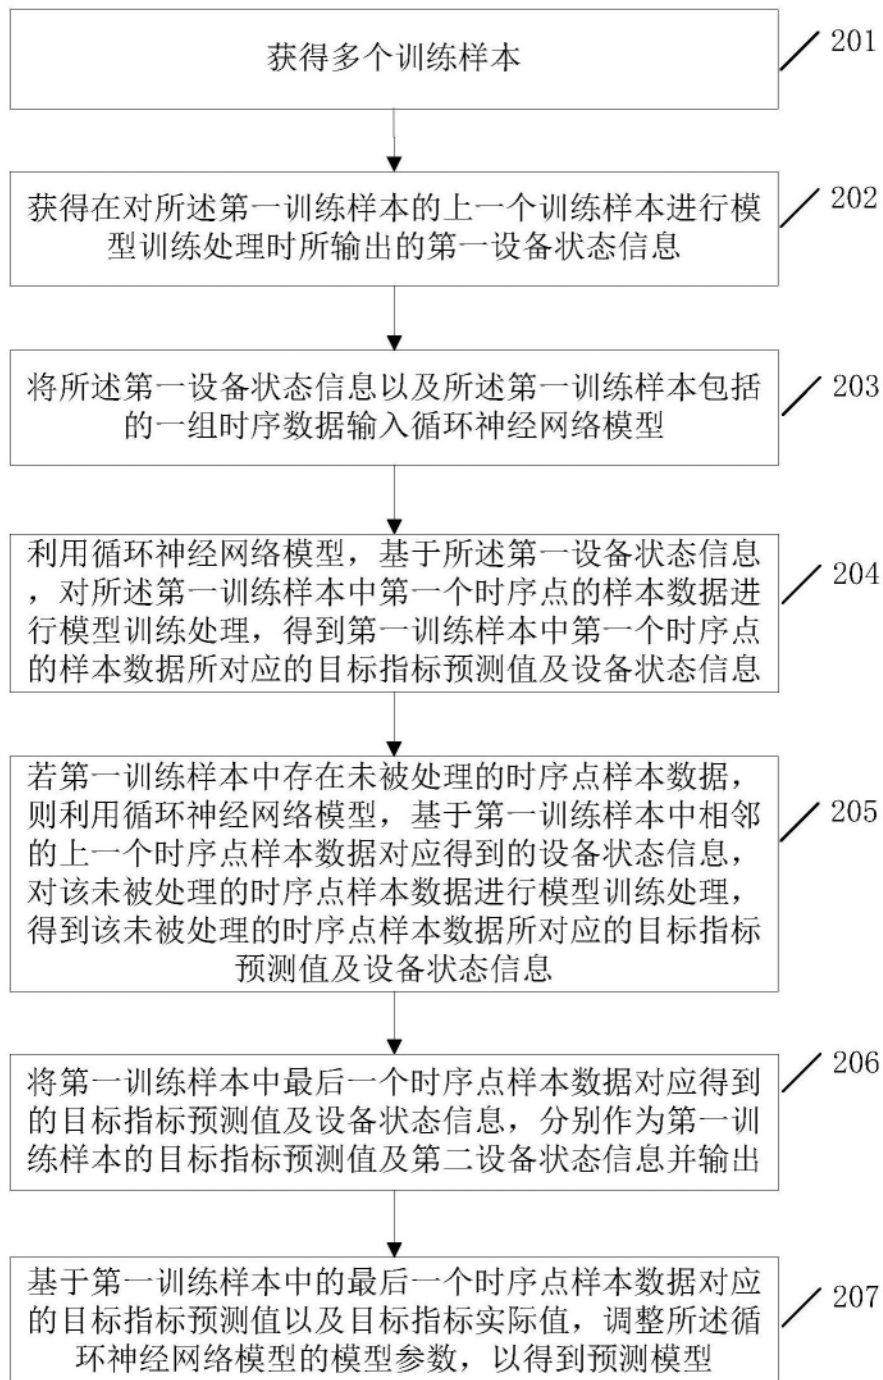 获得多个训练样本
201
获得在对所述第一训练样本的上一个训练样本进行模
型训练处理时所输出的第一设备状态信息
202
将所述第一设备状态信息以及所述第一训练样本包括
的一组时序数据输入循环神经网络模型
203
利用循环神经网络模型，基于所述第一设备状态信息
，对所述第一训练样本中第一个时序点的样本数据进
行模型训练处理，得到第一训练样本中第一个时序点
的样本数据所对应的目标指标预测值及设备状态信息
204
若第一训练样本中存在未被处理的时序点样本数据，
则利用循环神经网络模型，基于第一训练样本中相邻
的上一个时序点样本数据对应得到的设备状态信息，
对该未被处理的时序点样本数据进行模型训练处理，
得到该未被处理的时序点样本数据所对应的目标指标
预测值及设备状态信息
205
将第一训练样本中最后一个时序点样本数据对应得到
的目标指标预测值及设备状态信息，分别作为第一训
练样本的目标指标预测值及第二设备状态信息并输出
206
基于第一训练样本中的最后一个时序点样本数据对应
的目标指标预测值以及目标指标实际值，调整所述循
环神经网络模型的模型参数，以得到预测模型
207